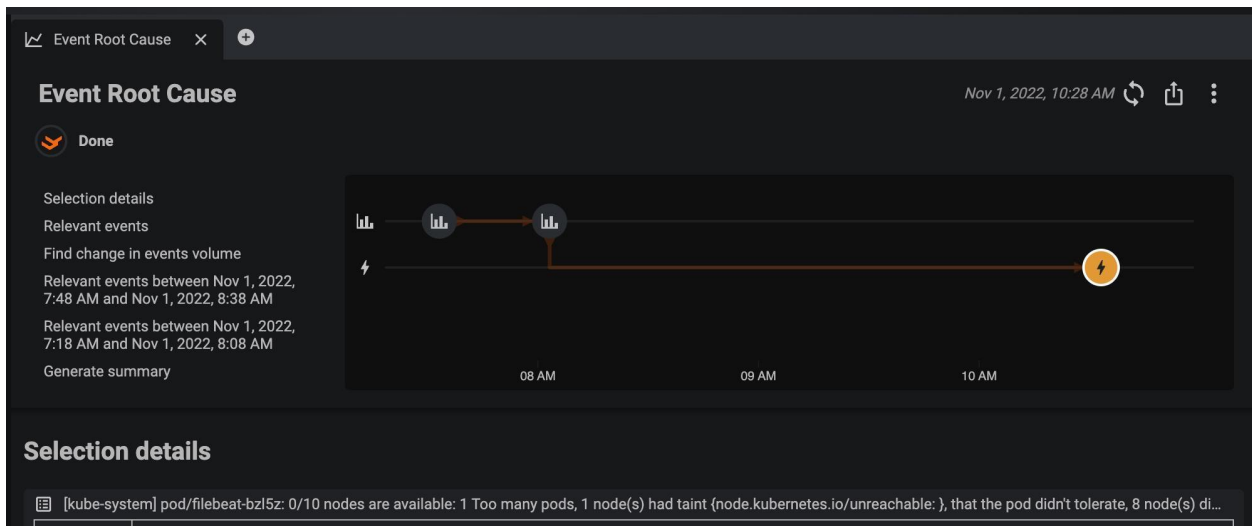 Event Root Cause
Event Root Cause
Nov 1, 2022, 10:28 AM
Done
Selection details
Relevant events
Find change in events volume
Relevant events between Nov 1, 2022,
7:48 AM and Nov 1, 2022, 8:38 AM
Relevant events between Nov 1, 2022,
7:18 AM and Nov 1, 2022, 8:08 AM
Generate summary
08 AM
09 AM
10 AM
Selection details
[kube-system] pod/filebeat-bzl5z: 0/10 nodes are available: 1 Too many pods, 1 node(s) had taint {node.kubernetes.io/unreachable: }, that the pod didn't tolerate, 8 node(s) di...